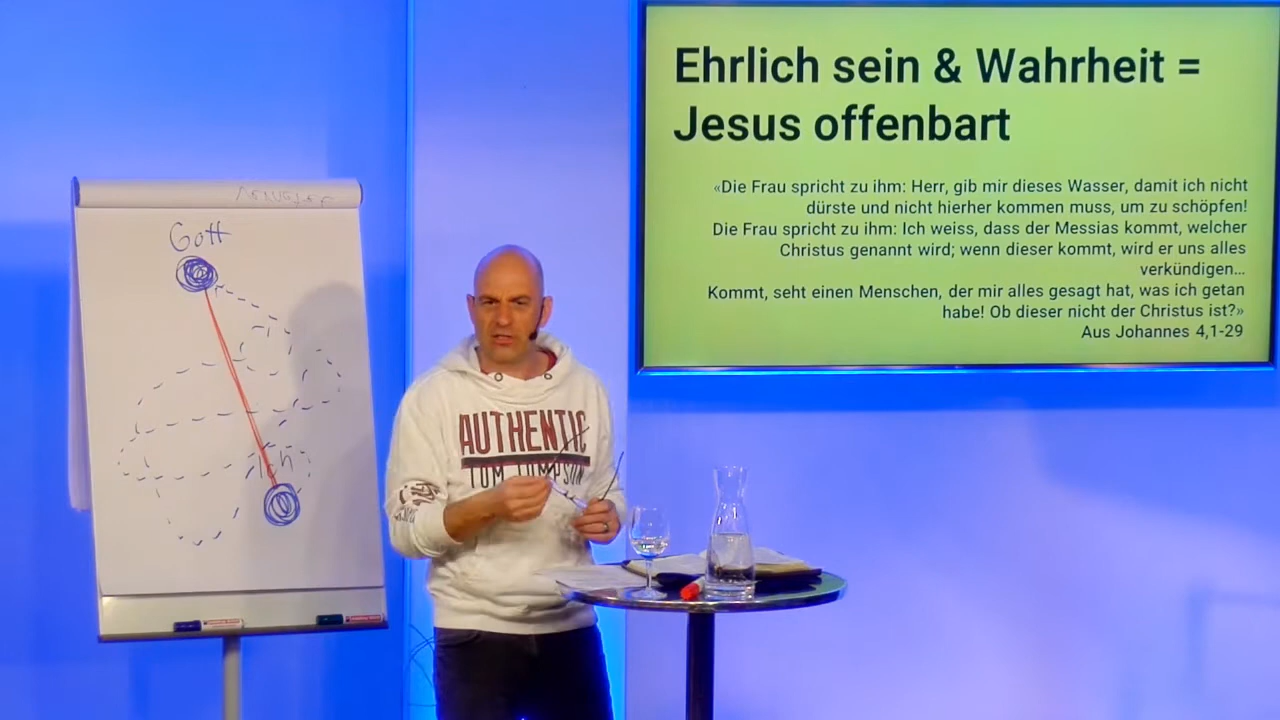 Ehrlich sein & Wahrheit =
Jesus offenbart
«Die Frau spricht zu ihm: Herr, gib mir dieses Wasser, damit ich nicht
dürste und nicht hierher kommen muss, um zu schöpfen!
Die Frau spricht zu ihm: Ich weiss, dass der Messias kommt, welcher
Christus genannt wird; wenn dieser kommt, wird er uns alles
verkündigen...
Kommt, seht einen Menschen, der mir alles gesagt hat, was ich getan
habe! Ob dieser nicht der Christus ist?»
Aus Johannes 4,1-29
Gott
Ich
AUTHENTIC
TOM TOMPSON